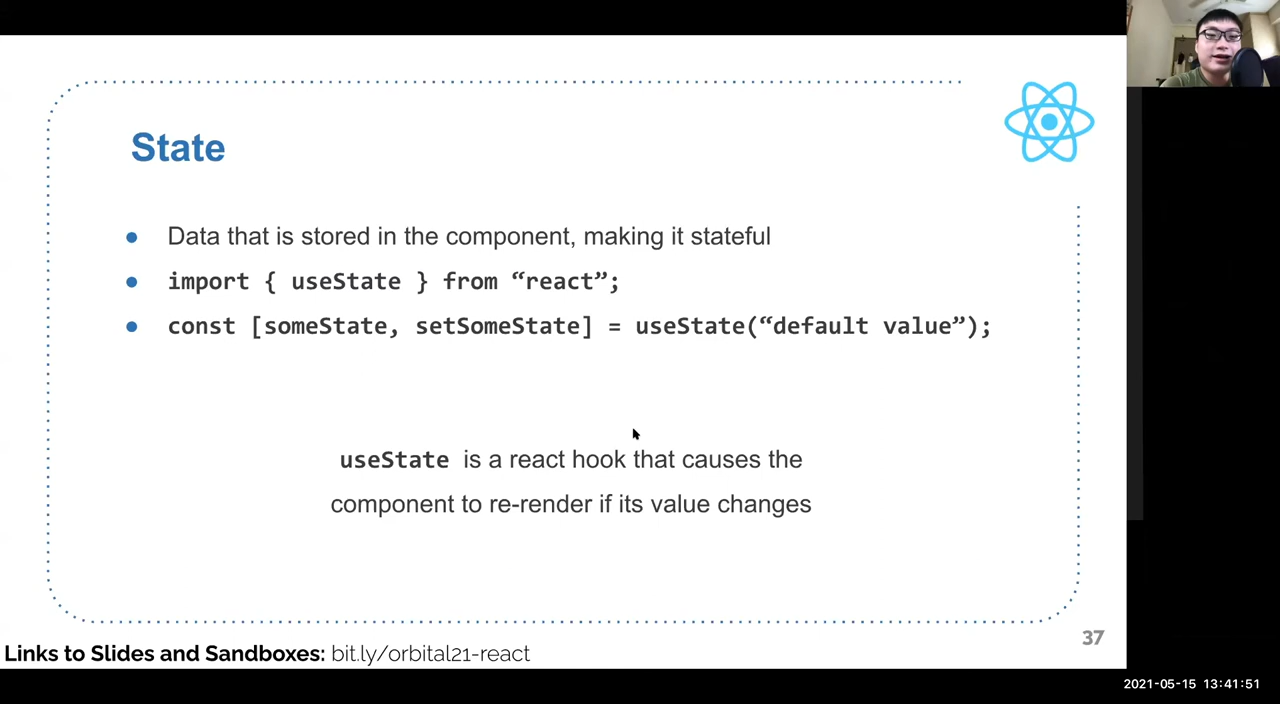 State
● Data that is stored in the component, making it stateful
● import { useState } from “react”;
● const [someState, setSomeState] = useState(“default value”);
useState is a react hook that causes the
component to re-render if its value changes
37
Links to Slides and Sandboxes: bit.ly/orbital21-react
2021-05-15 13:41:51